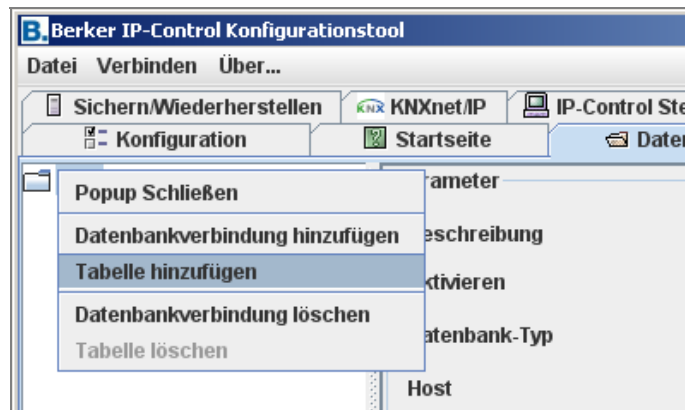 B. Berker IP-Control Konfigurationstool
Datei Verbinden Über...
Sichern/Wiederherstellen KNX KNXnet/IP IP-Control Ste
Konfiguration Startseite Daten
Popup Schließen
rameter
Datenbankverbindung hinzufügen
eschreibung
Tabelle hinzufügen
ktivieren
Datenbankverbindung löschen
atenbank-Typ
Tabelle löschen
Host